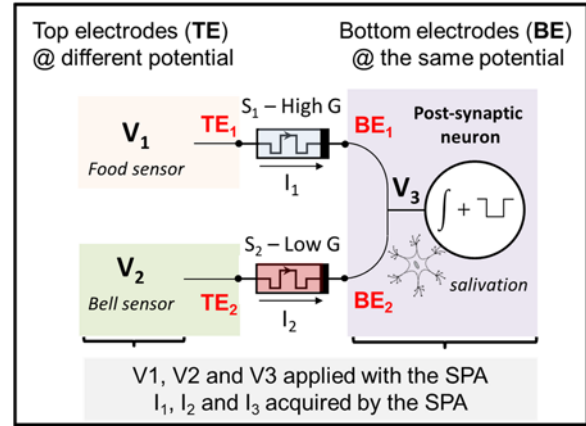 Top electrodes (TE)
@ different potential
Bottom electrodes (BE)
@ the same potential
S₁ – High G
V₁
Food sensor
TE₁
I₁
BE₁
Post-synaptic
neuron
V₃
∫ +
S₂ – Low G
V₂
Bell sensor
TE₂
I₂
BE₂
salivation
V1, V2 and V3 applied with the SPA
I₁, I₂ and I₃ acquired by the SPA